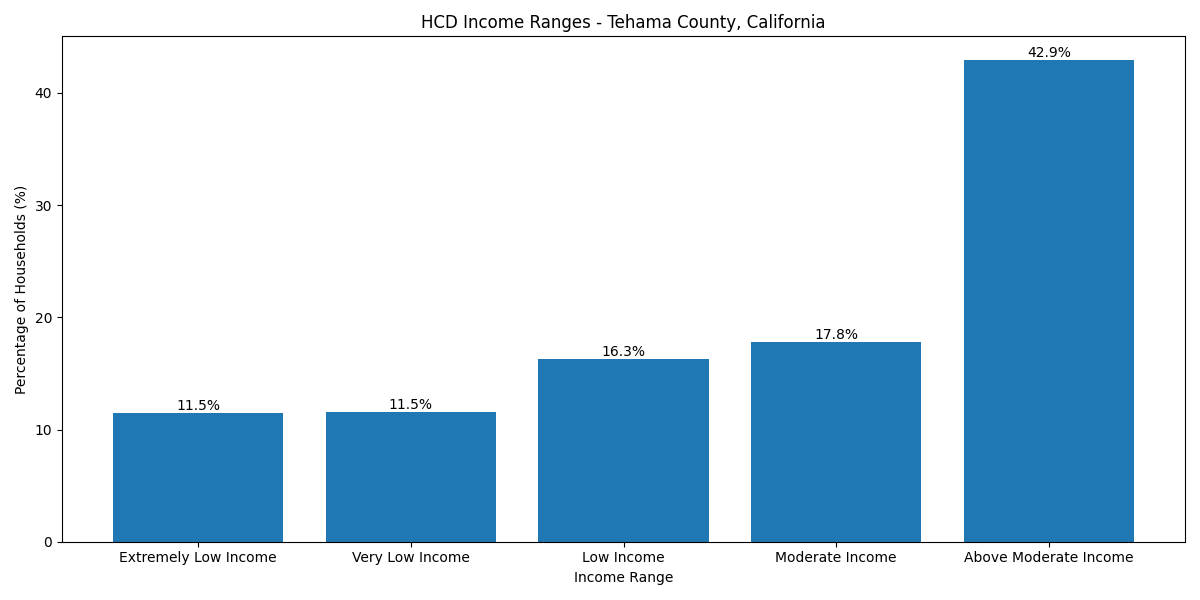 HCD Income Ranges - Tehama County, California
42.9%
40
30
Percentage of Households (%)
20
17.8%
16.3%
11.5%
11.5%
10
0
Extremely Low Income
Very Low Income
Low Income
Moderate Income
Above Moderate Income
Income Range